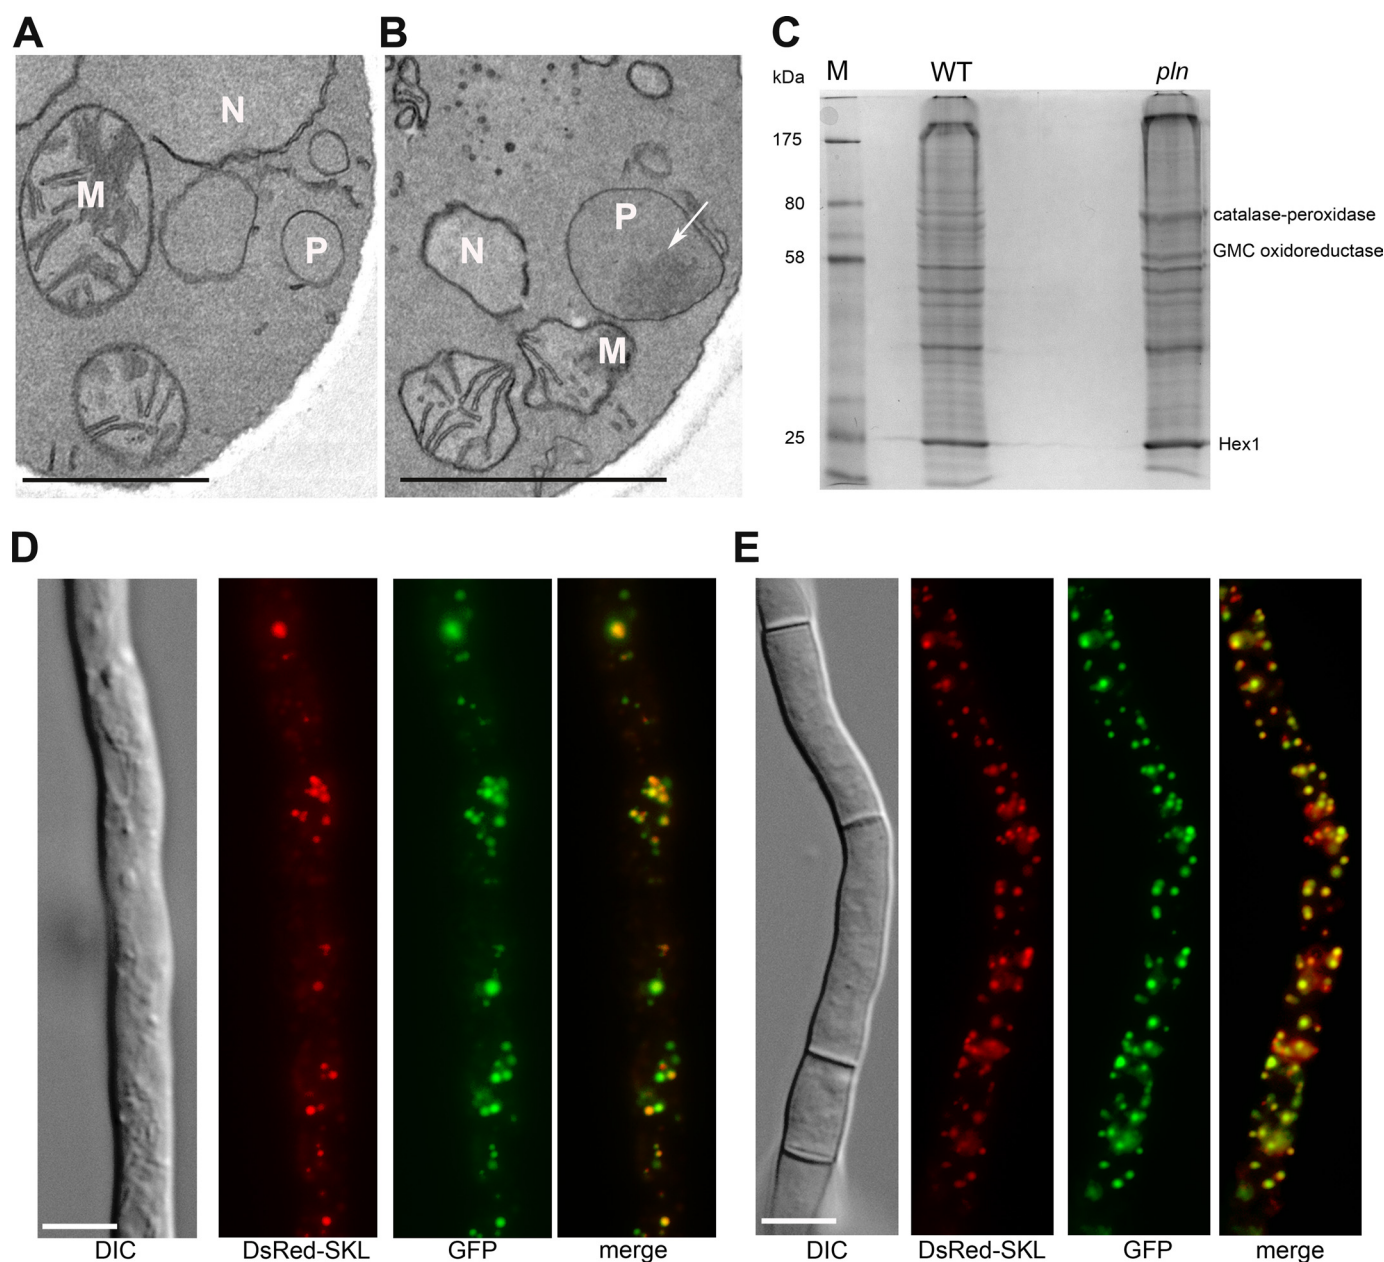 A
B
C
N
M
P
P
N
M
kDa
M
WT
pln
175
80
58
25
catalase-peroxidase
GMC oxidoreductase
Hex1
D
E
DIC
DsRed-SKL
GFP
merge
DIC
DsRed-SKL
GFP
merge